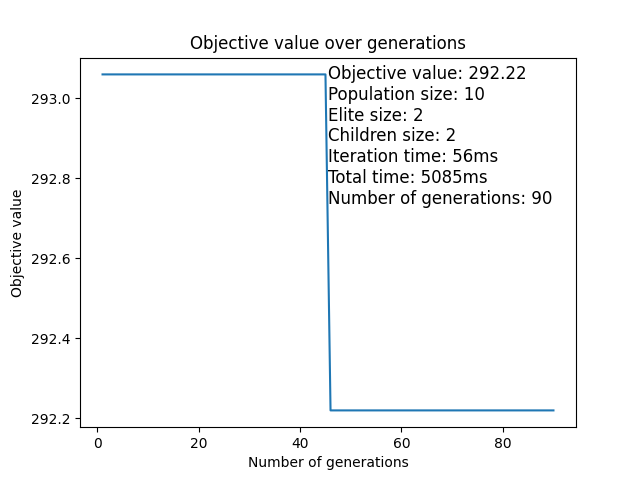 Objective value over generations
Objective value: 292.22
Population size: 10
Elite size: 2
Children size: 2
Iteration time: 56ms
Total time: 5085ms
Number of generations: 90
Objective value
293.0
292.8
292.6
292.4
292.2
0 20 40 60 80
Number of generations